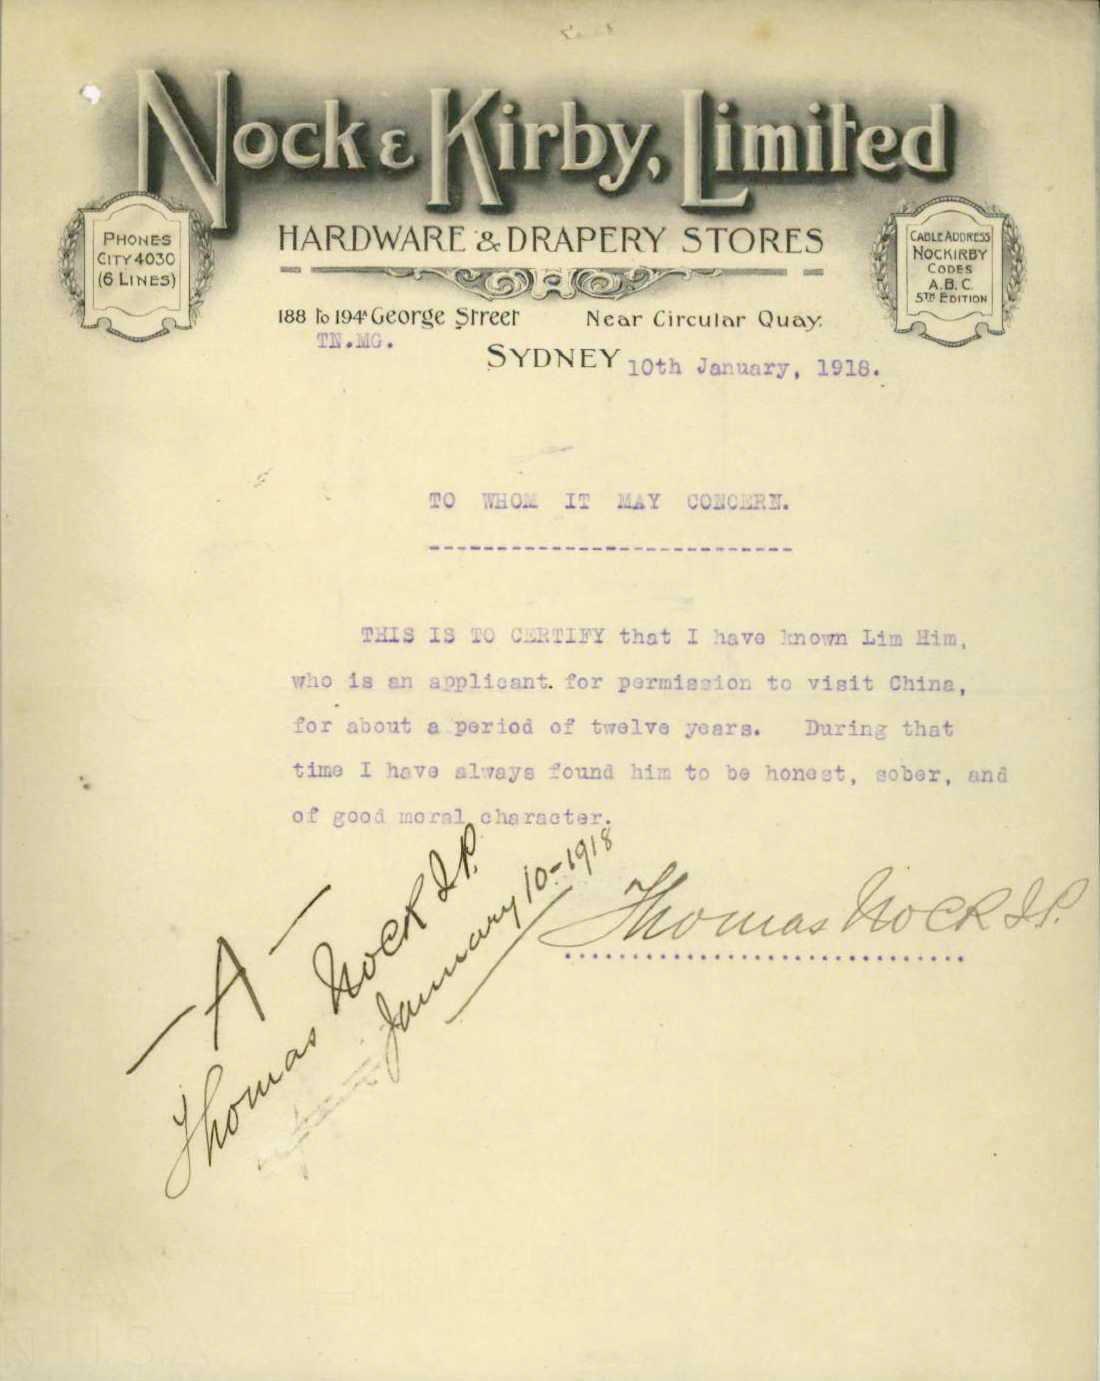 Nock & Kirby, Limited
HARDWARE & DRAPERY STORES
PHONES
CITY 4030
(6 LINES)
CABLE ADDRESS
NOCKIRBY
CODES
A.B.C.
5TH EDITION
188 to 194A George Street Near Circular Quay.
TN.MG.
SYDNEY 10th January, 1918.
TO WHOM IT MAY CONCERN.
THIS IS TO CERTIFY that I have known Lim Him,
who is an applicant. for permission to visit China,
for about a period of twelve years. During that
time I have always found him to be honest, sober, and
of good moral character.
Thomas Nock J.P.
— A —
Thomas Nock J.P.
January 10-1918